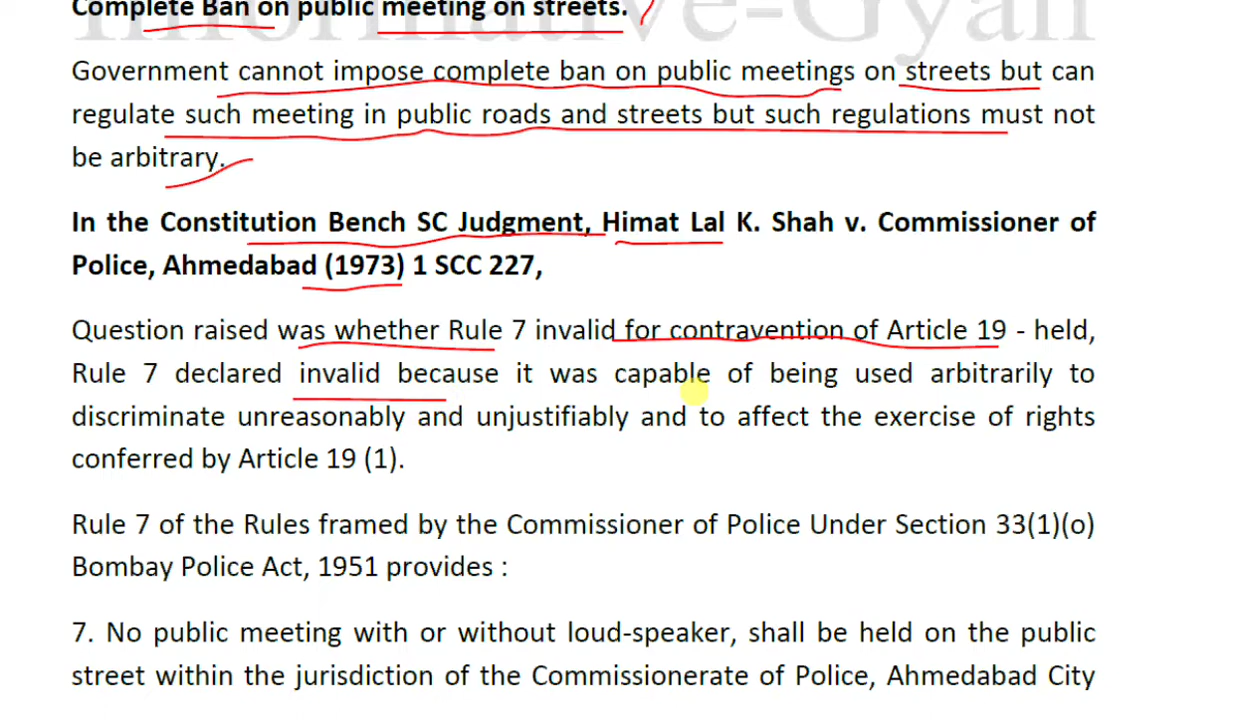 Complete Ban on public meeting on streets.
Informative-Gyan
Government cannot impose complete ban on public meetings on streets but can
regulate such meeting in public roads and streets but such regulations must not
be arbitrary.
In the Constitution Bench SC Judgment, Himat Lal K. Shah v. Commissioner of
Police, Ahmedabad (1973) 1 SCC 227,
Question raised was whether Rule 7 invalid for contravention of Article 19 - held,
Rule 7 declared invalid because it was capable of being used arbitrarily to
discriminate unreasonably and unjustifiably and to affect the exercise of rights
conferred by Article 19 (1).
Rule 7 of the Rules framed by the Commissioner of Police Under Section 33(1)(o)
Bombay Police Act, 1951 provides :
7. No public meeting with or without loud-speaker, shall be held on the public
street within the jurisdiction of the Commissionerate of Police, Ahmedabad City